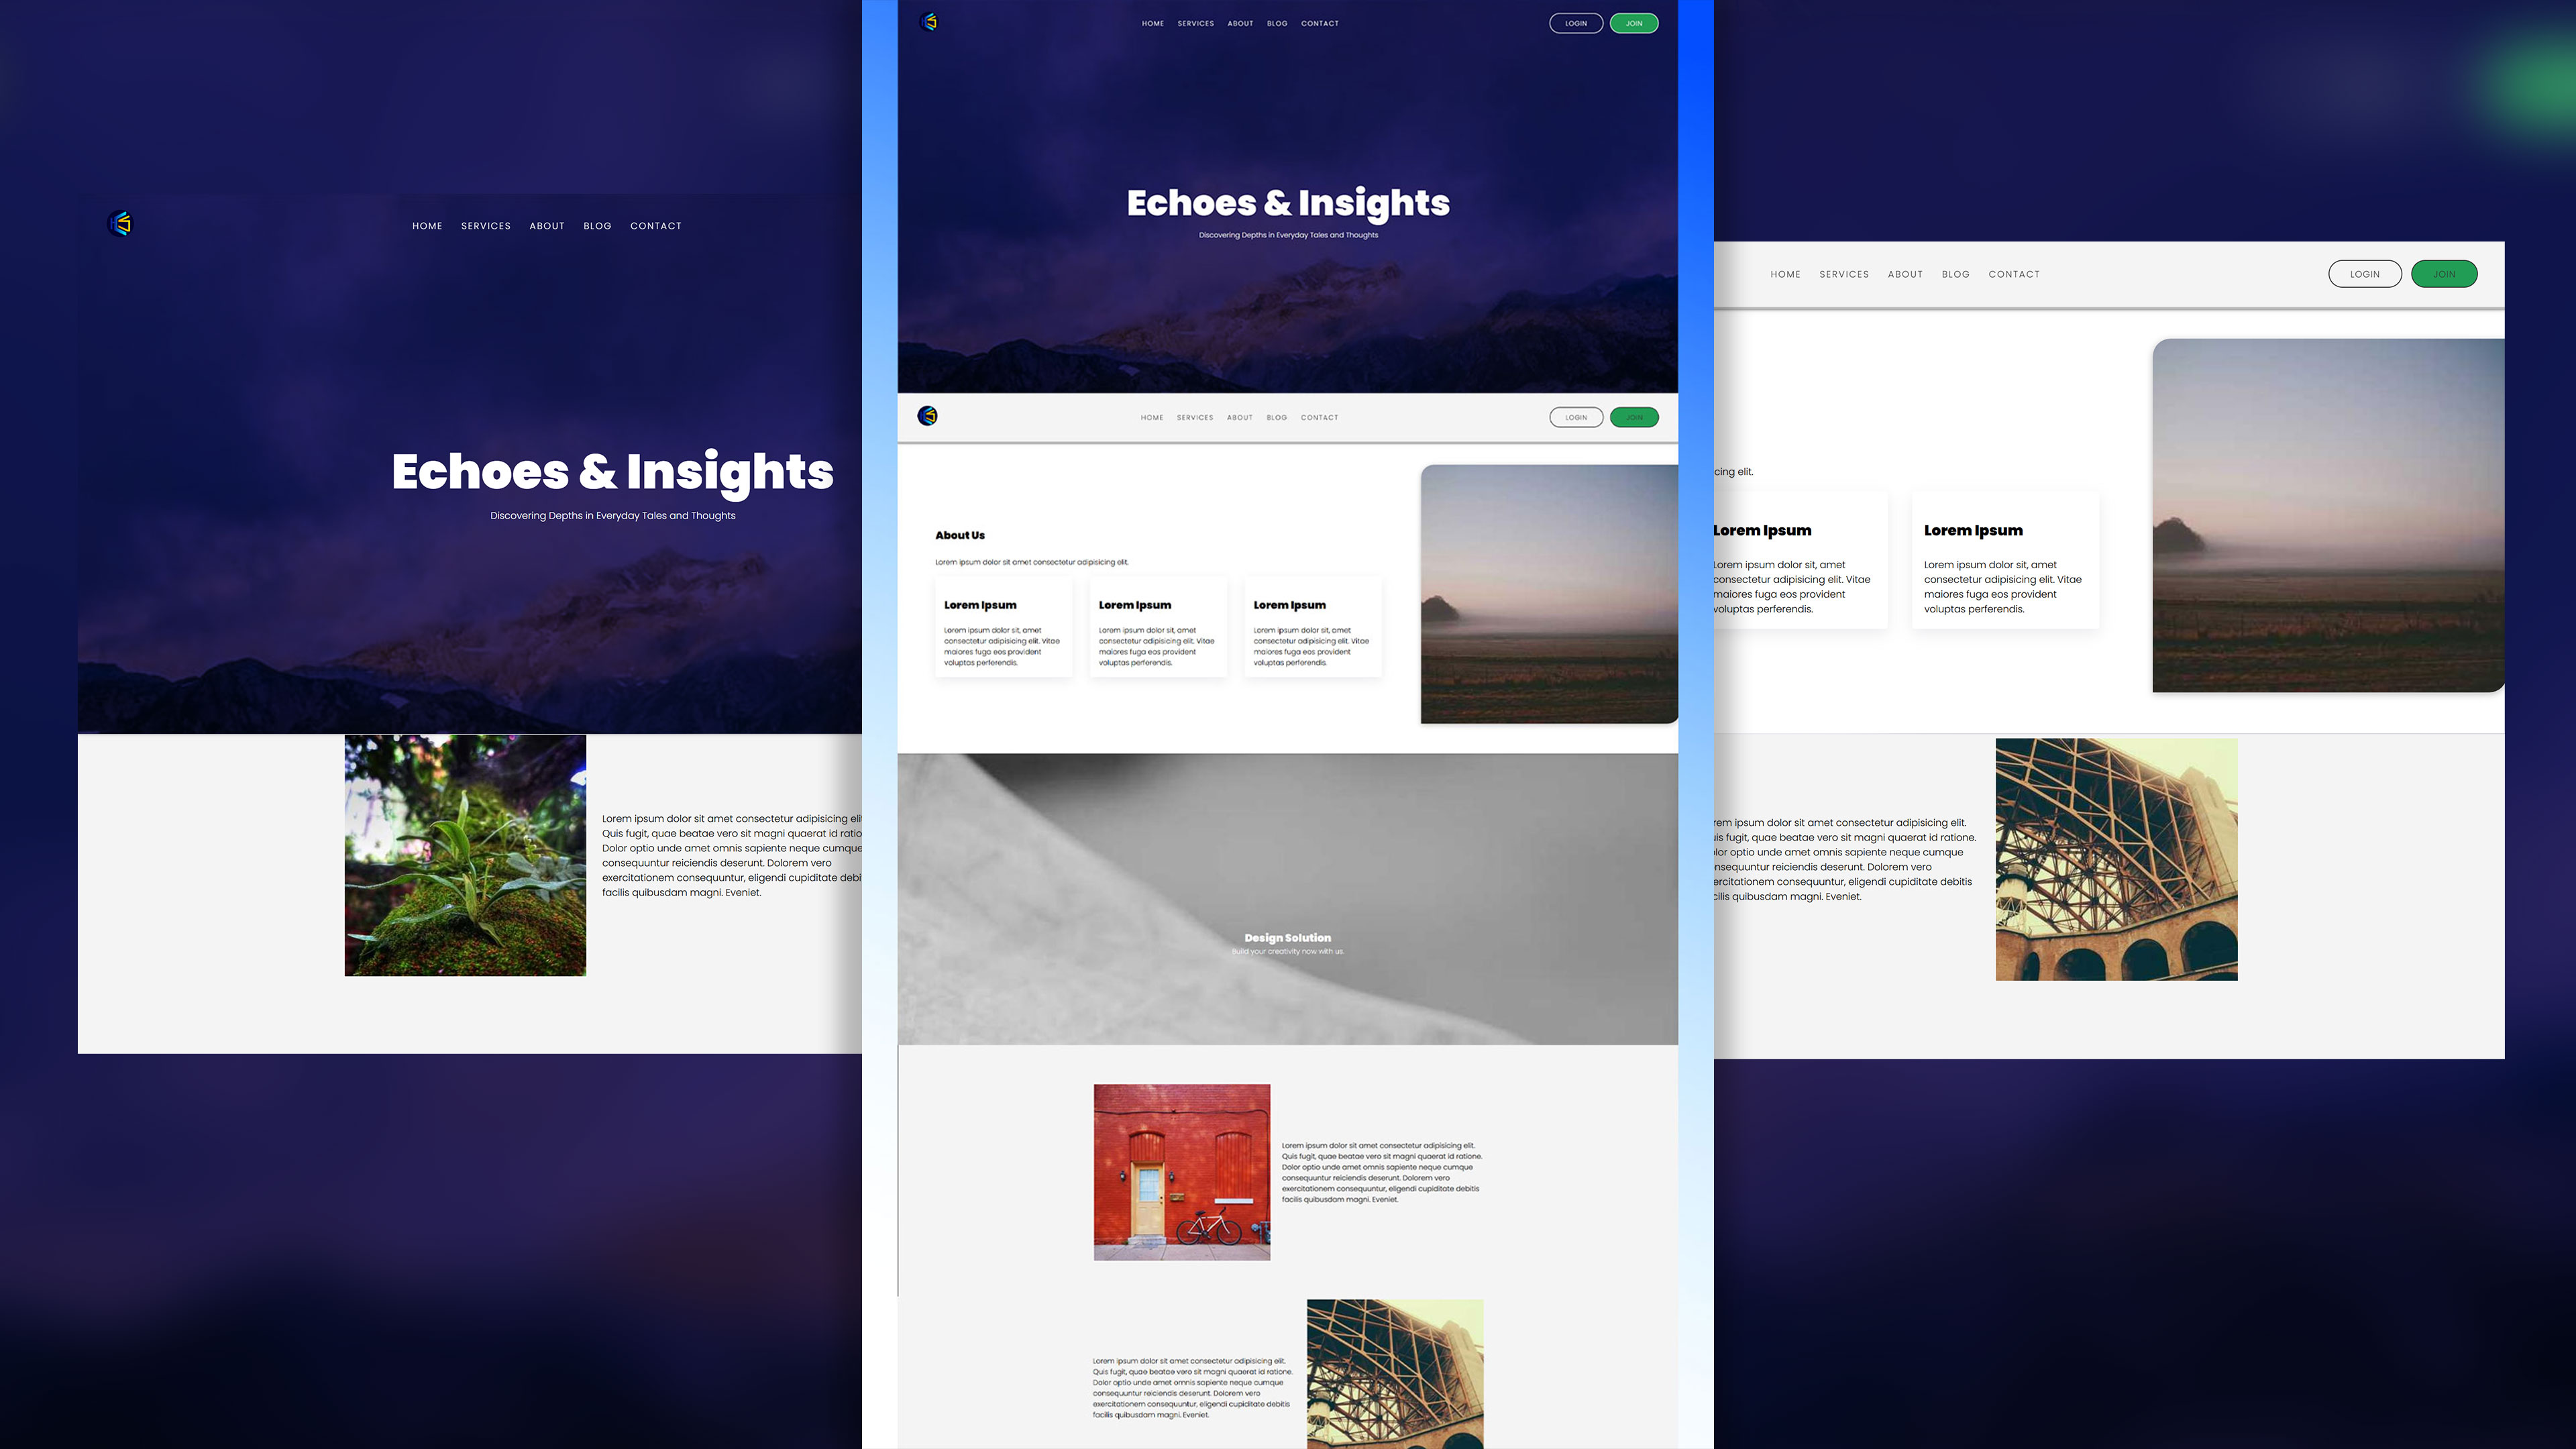 HOME SERVICES ABOUT BLOG CONTACT
Echoes & Insights
Discovering Depths in Everyday Tales and Thoughts
Lorem ipsum dolor sit amet consectetur adipisicing eli
Quis fugit, quae beatae vero sit magni quaerat id ratio
Dolor optio unde amet omnis sapiente neque cumque
consequuntur reiciendis deserunt. Dolorem vero
exercitationem consequuntur, eligendi cupiditate debi
facilis quibusdam magni. Eveniet.
HOME SERVICES ABOUT BLOG CONTACT
LOGIN JOIN
Echoes & Insights
Discovering Depths in Everyday Tales and Thoughts
HOME SERVICES ABOUT BLOG CONTACT
LOGIN JOIN
About Us
Lorem ipsum dolor sit amet consectetur adipisicing elit.
Lorem Ipsum
Lorem ipsum dolor sit, amet
consectetur adipisicing elit. Vitae
maiores fuga eos provident
voluptas perferendis.
Lorem Ipsum
Lorem ipsum dolor sit, amet
consectetur adipisicing elit. Vitae
maiores fuga eos provident
voluptas perferendis.
Lorem Ipsum
Lorem ipsum dolor sit, amet
consectetur adipisicing elit. Vitae
maiores fuga eos provident
voluptas perferendis.
Design Solution
Build your creativity now with us.
Lorem ipsum dolor sit amet consectetur adipisicing elit.
Quis fugit, quae beatae vero sit magni quaerat id ratione.
Dolor optio unde amet omnis sapiente neque cumque
consequuntur reiciendis deserunt. Dolorem vero
exercitationem consequuntur, eligendi cupiditate debitis
facilis quibusdam magni. Eveniet.
Lorem ipsum dolor sit amet consectetur adipisicing elit.
Quis fugit, quae beatae vero sit magni quaerat id ratione.
Dolor optio unde amet omnis sapiente neque cumque
consequuntur reiciendis deserunt. Dolorem vero
exercitationem consequuntur, eligendi cupiditate debitis
facilis quibusdam magni. Eveniet.
HOME SERVICES ABOUT BLOG CONTACT
LOGIN JOIN
cing elit.
Lorem Ipsum
Lorem ipsum dolor sit, amet
consectetur adipisicing elit. Vitae
maiores fuga eos provident
voluptas perferendis.
Lorem Ipsum
Lorem ipsum dolor sit, amet
consectetur adipisicing elit. Vitae
maiores fuga eos provident
voluptas perferendis.
rem ipsum dolor sit amet consectetur adipisicing elit.
uis fugit, quae beatae vero sit magni quaerat id ratione.
olor optio unde amet omnis sapiente neque cumque
nsequuntur reiciendis deserunt. Dolorem vero
ercitationem consequuntur, eligendi cupiditate debitis
cilis quibusdam magni. Eveniet.